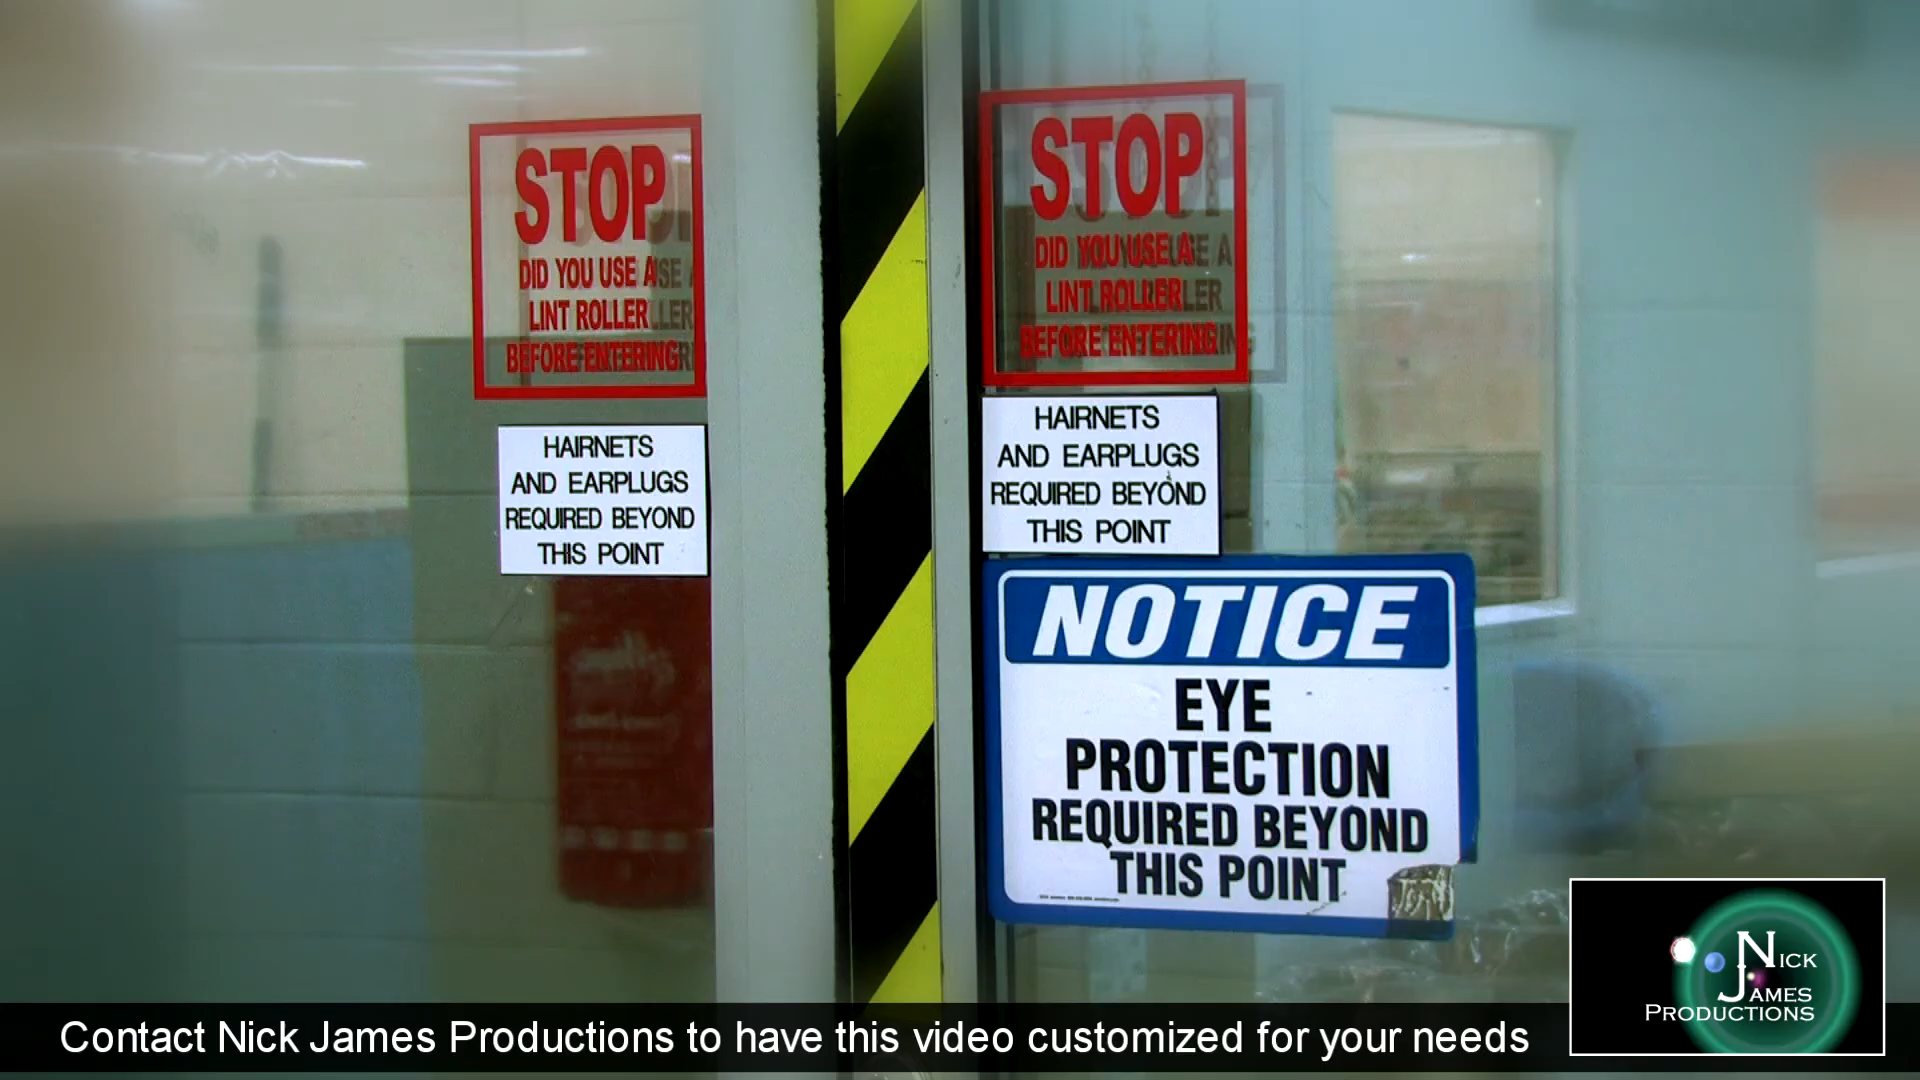 STOP
DID YOU USE A
LINT ROLLER
BEFORE ENTERING
HAIRNETS
AND EARPLUGS
REQUIRED BEYOND
THIS POINT
STOP
DID YOU USE A
LINT ROLLER
BEFORE ENTERING
HAIRNETS
AND EARPLUGS
REQUIRED BEYOND
THIS POINT
NOTICE
EYE
PROTECTION
REQUIRED BEYOND
THIS POINT
NICK
JAMES
PRODUCTIONS
Contact Nick James Productions to have this video customized for your needs